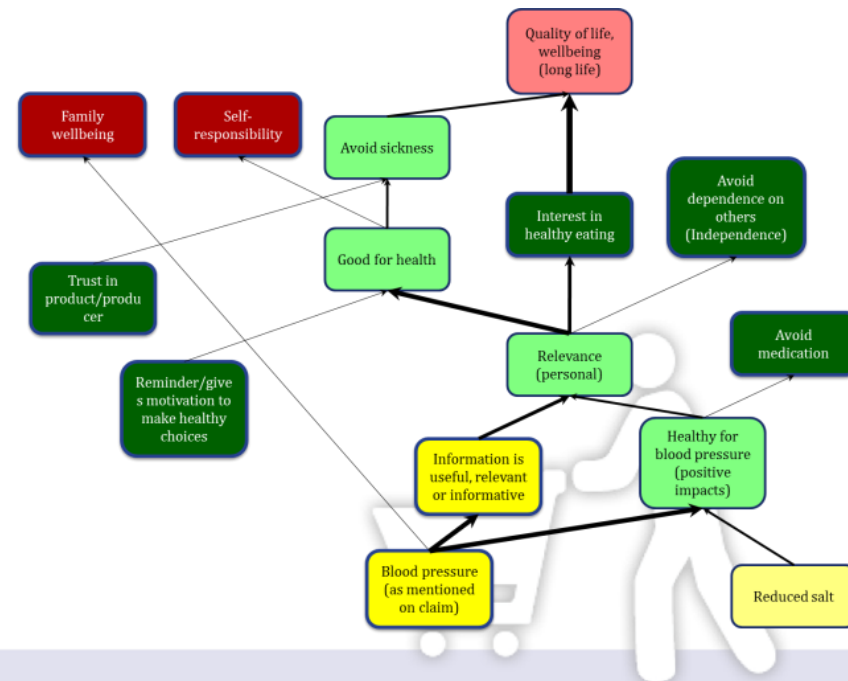 Quality of life,
wellbeing
(long life)
Family
wellbeing
Self-
responsibility
Avoid sickness
Avoid
dependence on
others
(Independence)
Interest in
healthy eating
Good for health
Trust in
product/produ
cer
Avoid
medication
Relevance
(personal)
Reminder/give
s motivation to
make healthy
choices
Healthy for
blood pressure
(positive
impacts)
Information is
useful, relevant
or informative
Blood pressure
(as mentioned
on claim)
Reduced salt